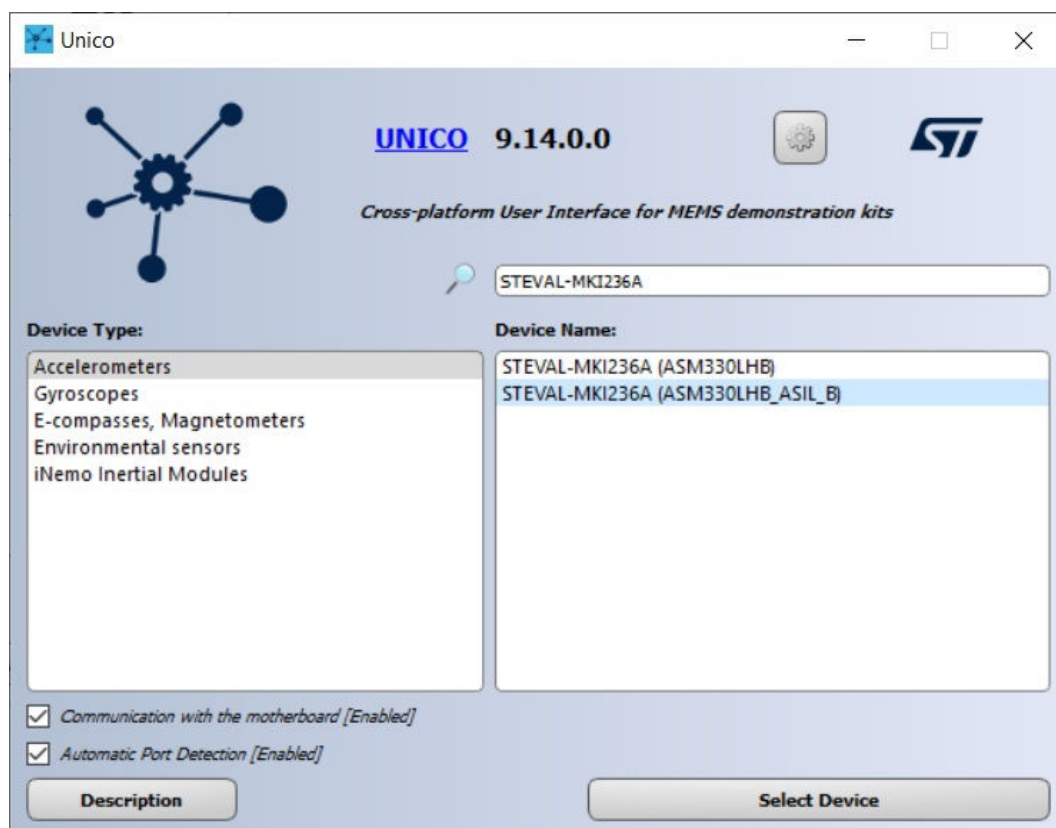 Unico
UNICO 9.14.0.0
ST
Cross-platform User Interface for MEMS demonstration kits
STEVAL-MKI236A
Device Type:
Device Name:
Accelerometers
Gyroscopes
E-compasses, Magnetometers
Environmental sensors
iNemo Inertial Modules
STEVAL-MKI236A (ASM330LHB)
STEVAL-MKI236A (ASM330LHB_ASIL_B)
Communication with the motherboard [Enabled]
Automatic Port Detection [Enabled]
Description
Select Device